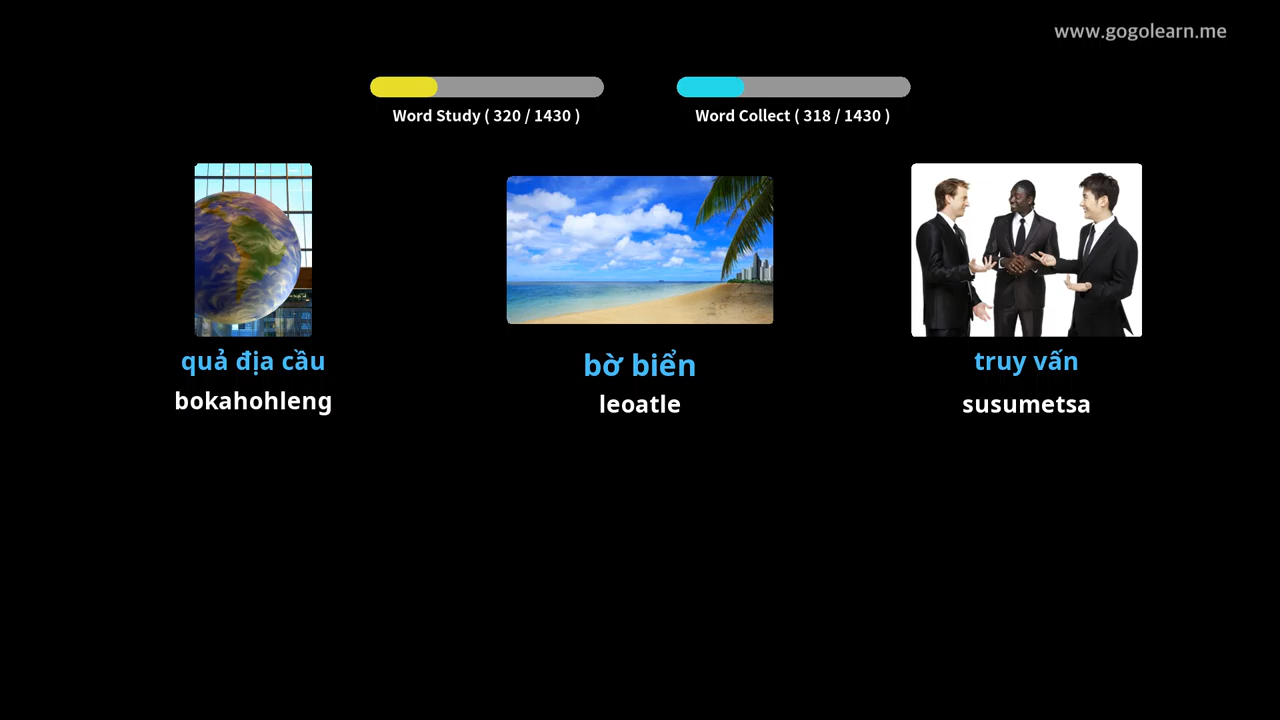 www.gogolearn.me
Word Study ( 320 / 1430 )
Word Collect ( 318 / 1430 )
quả địa cầu
bokahohleng
bờ biển
leoatle
truy vấn
susumetsa